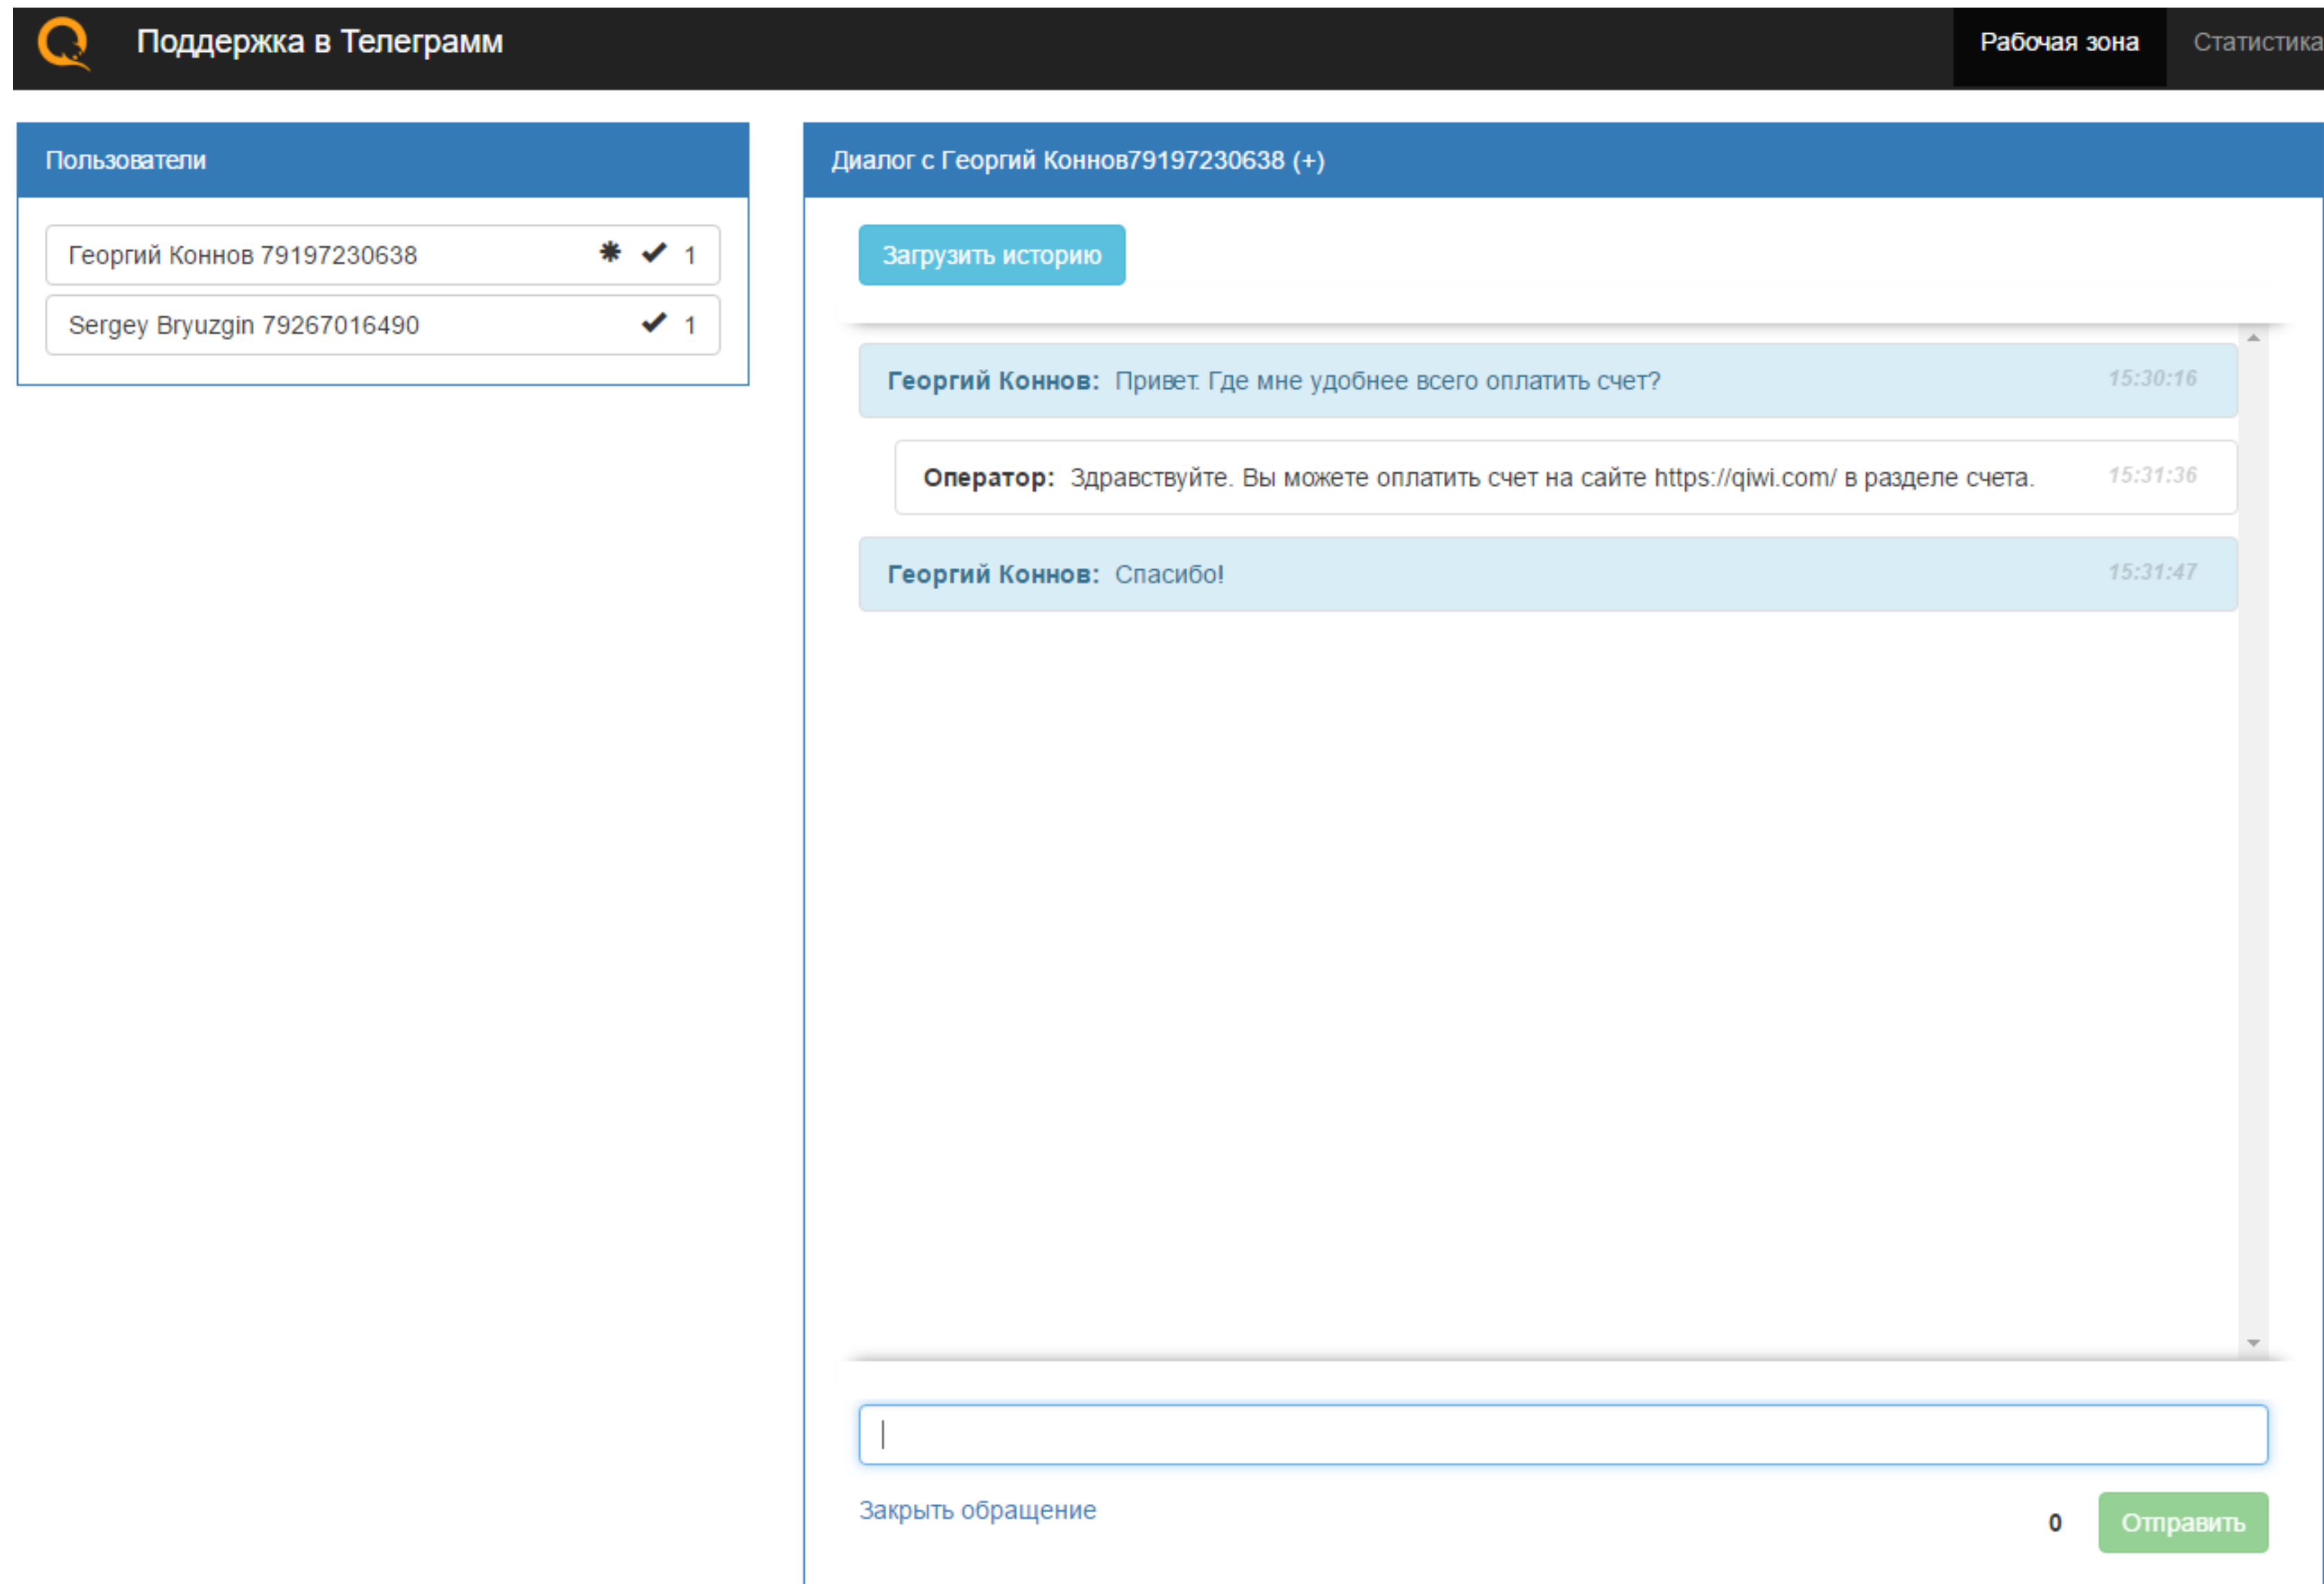 Поддержка в Телеграмм
Рабочая зона
Статистика
Пользователи
Георгий Коннов 79197230638 1
Sergey Bryuzgin 79267016490 1
Диалог с Георгий Коннов79197230638 (+)
Загрузить историю
Георгий Коннов: Привет. Где мне удобнее всего оплатить счет? 15:30:16
Оператор: Здравствуйте. Вы можете оплатить счет на сайте https://qiwi.com/ в разделе счета. 15:31:36
Георгий Коннов: Спасибо! 15:31:47
Закрыть обращение
0
Отправить